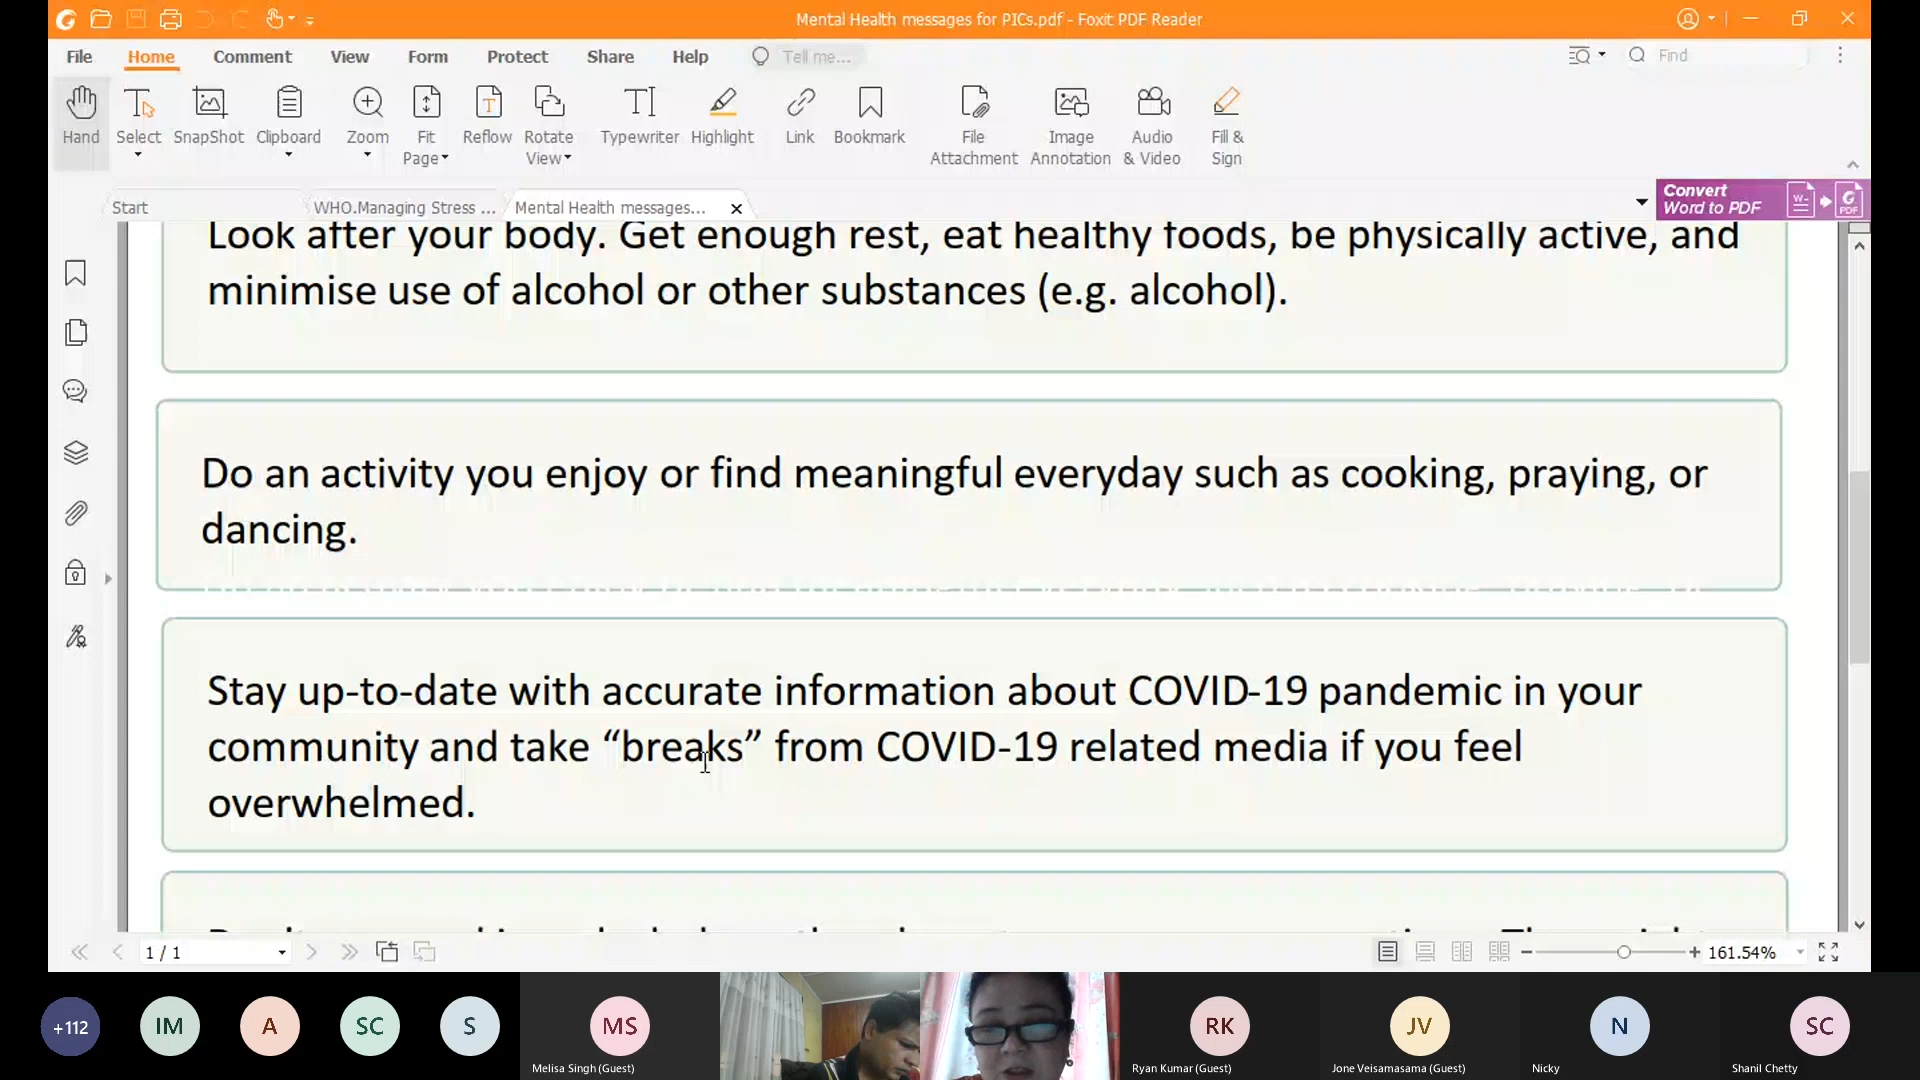 Mental Health messages for PICs.pdf - Foxit PDF Reader
File Home Comment View Form Protect Share Help Tell me... Find
Hand Select SnapShot Clipboard Zoom Fit Page Reflow Rotate View Typewriter Highlight Link Bookmark File Attachment Image Annotation Audio & Video Fill & Sign
Start WHO.Managing Stress ... Mental Health messages...
Convert
Word to PDF
Look after your body. Get enough rest, eat healthy foods, be physically active, and
minimise use of alcohol or other substances (e.g. alcohol).
Do an activity you enjoy or find meaningful everyday such as cooking, praying, or
dancing.
Stay up-to-date with accurate information about COVID-19 pandemic in your
community and take “breaks” from COVID-19 related media if you feel
overwhelmed.
1 / 1 161.54%
+112 IM A SC S MS RK JV N SC
Melisa Singh (Guest) Ryan Kumar (Guest) Jone Veisamasama (Guest) Nicky Shanil Chetty